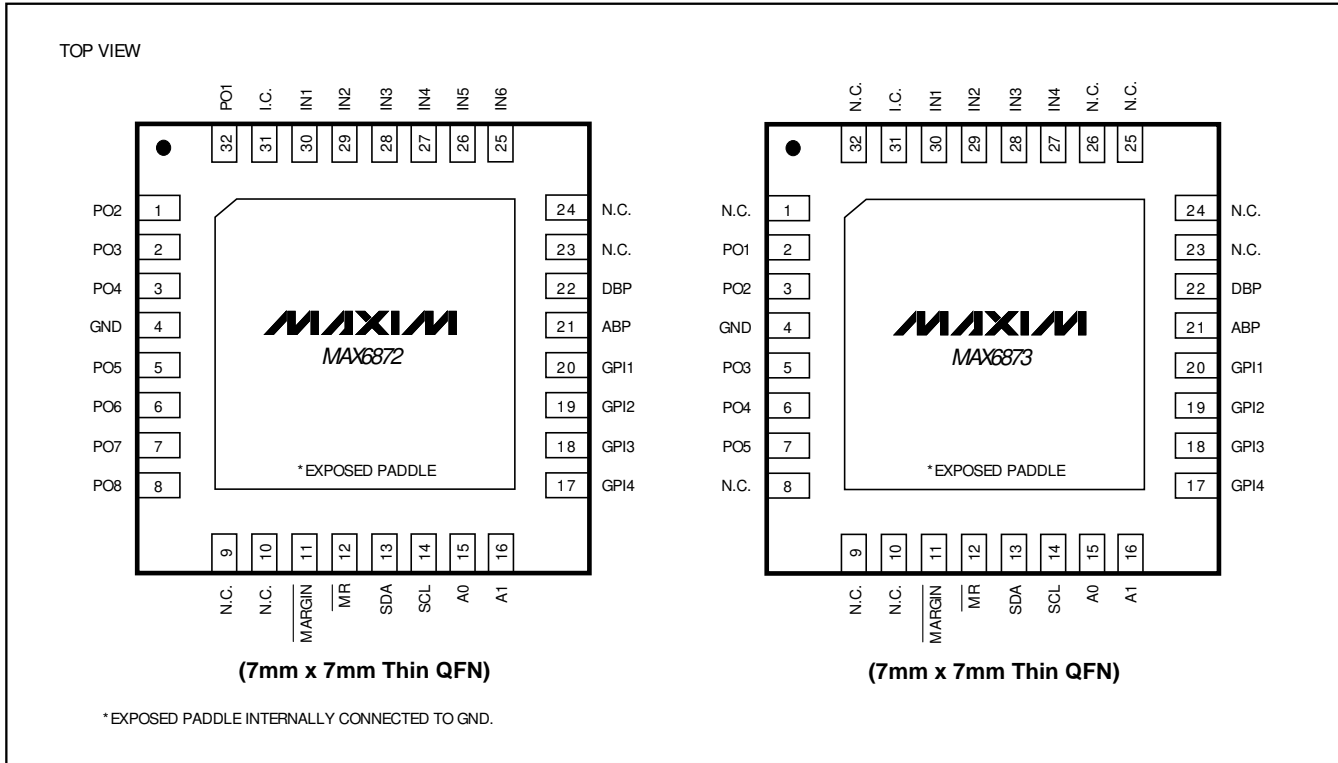 TOP VIEW
PO1 I.C. IN1 IN2 IN3 IN4 IN5 IN6
32 31 30 29 28 27 26 25
PO2 1
PO3 2
PO4 3
GND 4
PO5 5
PO6 6
PO7 7
PO8 8
24 N.C.
23 N.C.
22 DBP
21 ABP
20 GPI1
19 GPI2
18 GPI3
17 GPI4
MAXIM
MAX6872
*EXPOSED PADDLE
9 10 11 12 13 14 15 16
N.C. N.C. MARGIN MR SDA SCL A0 A1
(7mm x 7mm Thin QFN)
N.C. I.C. IN1 IN2 IN3 IN4 N.C. N.C.
32 31 30 29 28 27 26 25
N.C. 1
PO1 2
PO2 3
GND 4
PO3 5
PO4 6
PO5 7
N.C. 8
24 N.C.
23 N.C.
22 DBP
21 ABP
20 GPI1
19 GPI2
18 GPI3
17 GPI4
MAXIM
MAX6873
*EXPOSED PADDLE
9 10 11 12 13 14 15 16
N.C. N.C. MARGIN MR SDA SCL A0 A1
(7mm x 7mm Thin QFN)
*EXPOSED PADDLE INTERNALLY CONNECTED TO GND.